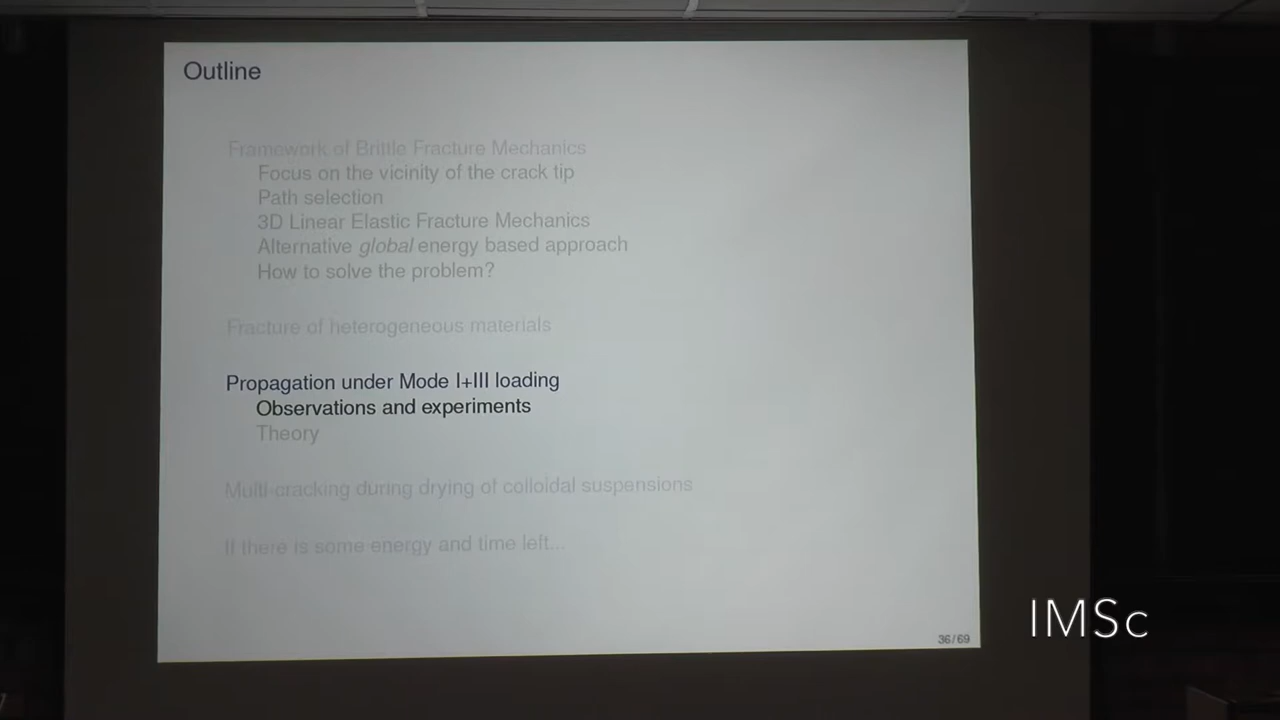 Outline
Framework of Brittle Fracture Mechanics
Focus on the vicinity of the crack tip
Path selection
3D Linear Elastic Fracture Mechanics
Alternative global energy based approach
How to solve the problem?
Fracture of heterogeneous materials
Propagation under Mode I+III loading
Observations and experiments
Theory
Multi-cracking during drying of colloidal suspensions
If there is some energy and time left...
36/69
IMSc